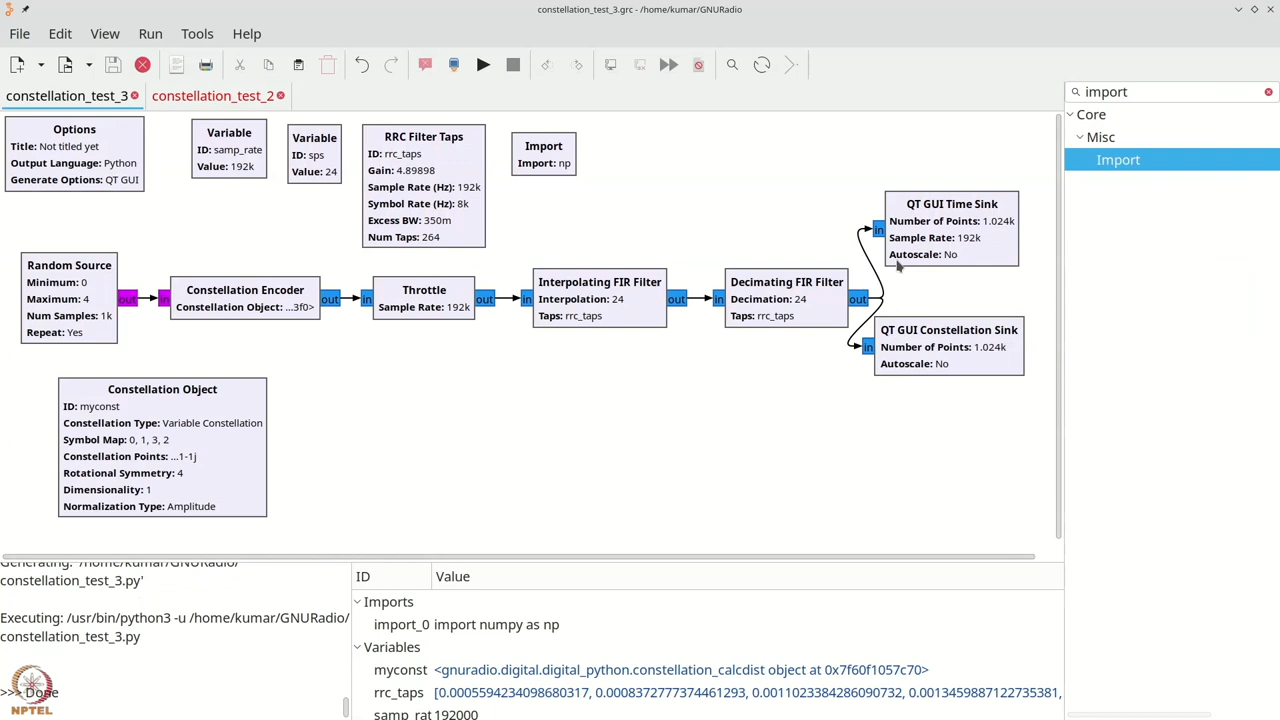 constellation_test_3.grc - /home/kumar/GNURadio
File Edit View Run Tools Help
constellation_test_3 constellation_test_2
import
Core
Misc
Import
Options
Title: Not titled yet
Output Language: Python
Generate Options: QT GUI
Variable
ID: samp_rate
Value: 192k
Variable
ID: sps
Value: 24
RRC Filter Taps
ID: rrc_taps
Gain: 4.89898
Sample Rate (Hz): 192k
Symbol Rate (Hz): 8k
Excess BW: 350m
Num Taps: 264
Import
Import: np
QT GUI Time Sink
Number of Points: 1.024k
Sample Rate: 192k
Autoscale: No
in
Random Source
Minimum: 0
Maximum: 4
Num Samples: 1k
Repeat: Yes
out
in
Constellation Encoder
Constellation Object: ...3f0>
out
in
Throttle
Sample Rate: 192k
out
in
Interpolating FIR Filter
Interpolation: 24
Taps: rrc_taps
out
in
Decimating FIR Filter
Decimation: 24
Taps: rrc_taps
out
in
QT GUI Constellation Sink
Number of Points: 1.024k
Autoscale: No
Constellation Object
ID: myconst
Constellation Type: Variable Constellation
Symbol Map: 0, 1, 3, 2
Constellation Points: ...1-1j
Rotational Symmetry: 4
Dimensionality: 1
Normalization Type: Amplitude
Generating: '/home/kumar/GNURadio/
constellation_test_3.py'
Executing: /usr/bin/python3 -u /home/kumar/GNURadio/
constellation_test_3.py
>>> Done
NPTEL
ID Value
Imports
import_0 import numpy as np
Variables
myconst <gnuradio.digital.digital_python.constellation_calcdist object at 0x7f60f1057c70>
rrc_taps [0.0005594234098680317, 0.0008372777374461293, 0.0011023384286090732, 0.0013459887122735381,
samp_rat 192000